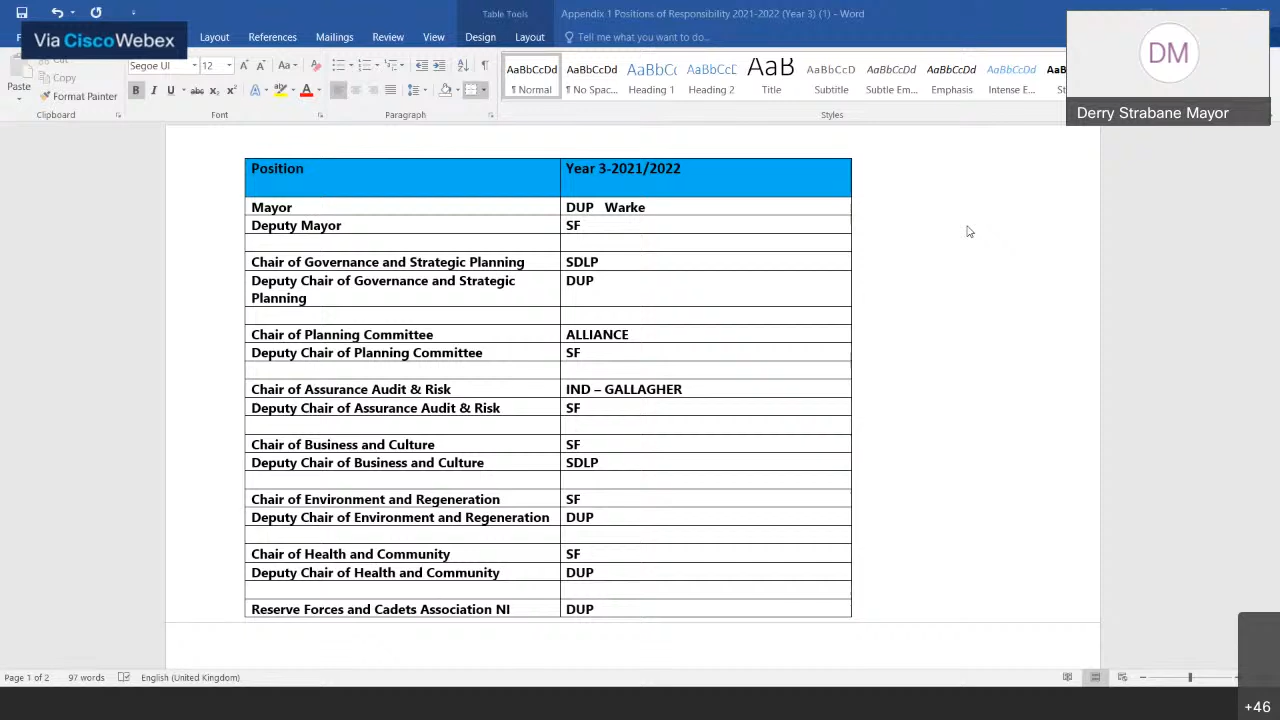 Table Tools
Appendix 1 Positions of Responsibility 2021-2022 (Year 3) (1) - Word
Via CiscoWebex
Layout References Mailings Review View Design Layout Tell me what you want to do...
Copy
Paste
Format Painter
Segoe UI 12
AaBbCcDd AaBbCcDd AaBbCc AaBbCcD AaB AaBbCcD AaBbCcDd AaBbCcDd AaBbCcDd
¶ Normal ¶ No Spac... Heading 1 Heading 2 Title Subtitle Subtle Em... Emphasis Intense E...
Clipboard Font Paragraph Styles
DM
Derry Strabane Mayor
Position Year 3-2021/2022
Mayor DUP Warke
Deputy Mayor SF
Chair of Governance and Strategic Planning SDLP
Deputy Chair of Governance and Strategic DUP
Planning
Chair of Planning Committee ALLIANCE
Deputy Chair of Planning Committee SF
Chair of Assurance Audit & Risk IND – GALLAGHER
Deputy Chair of Assurance Audit & Risk SF
Chair of Business and Culture SF
Deputy Chair of Business and Culture SDLP
Chair of Environment and Regeneration SF
Deputy Chair of Environment and Regeneration DUP
Chair of Health and Community SF
Deputy Chair of Health and Community DUP
Reserve Forces and Cadets Association NI DUP
Page 1 of 2 97 words English (United Kingdom)
+46